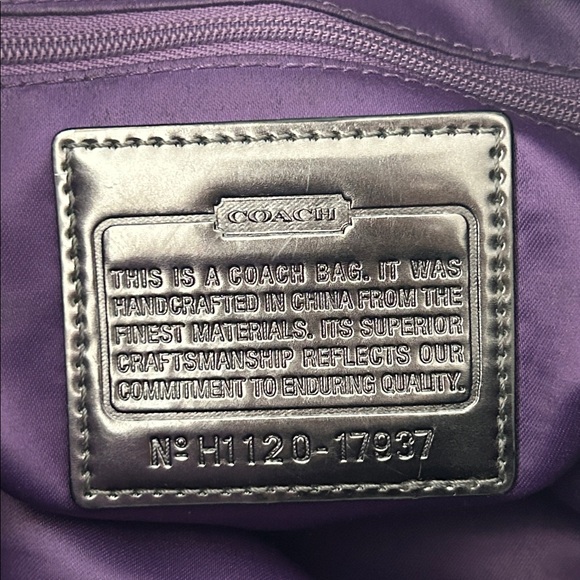 COACH
THIS IS A COACH BAG. IT WAS
HANDCRAFTED IN CHINA FROM THE
FINEST MATERIALS. ITS SUPERIOR
CRAFTSMANSHIP REFLECTS OUR
COMMITMENT TO ENDURING QUALITY.
Nº H1120-17937